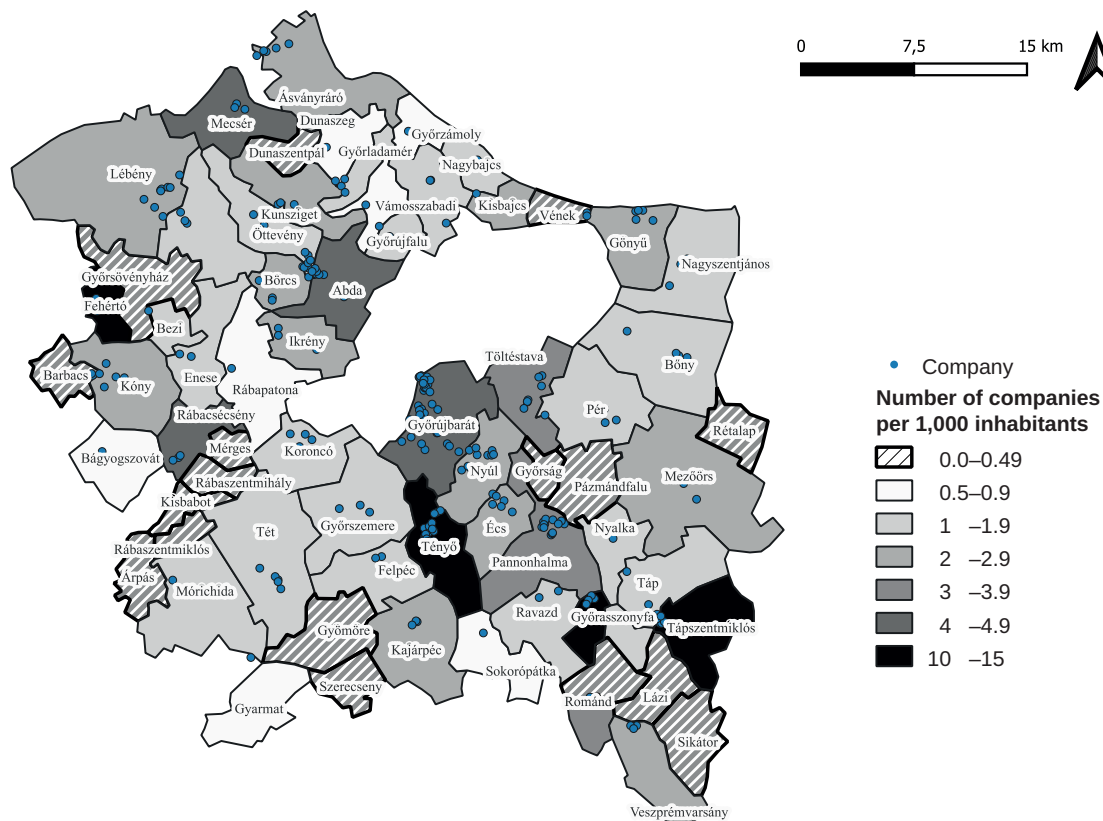 0 7,5 15 km
Ásványráró
Mecsér
Dunaszeg
Győrzámoly
Dunaszentpál
Győrladamér
Nagybajcs
Lébény
Kunsziget
Vámosszabadi
Kisbajcs
Vének
Öttevény
Győrújfalu
Gönyű
Győrsövényház
Börcs
Abda
Nagyszentjános
Fehértó
Bezi
Ikrény
Töltéstava
Bőny
Barbacs
Kóny
Enese
Rábapatona
Rábacsécsény
Győrújbarát
Pér
Rétalap
Bágyogszovát
Mérges
Koroncó
Rábaszentmihály
Nyúl
Győrság
Pázmándfalu
Mezőörs
Kisbabot
Győrszemere
Écs
Nyalka
Rábaszentmiklós
Tét
Tényő
Pannonhalma
Árpás
Mórichida
Felpéc
Táp
Ravazd
Győrasszonyfa
Tápszentmiklós
Gyömöre
Kajárpéc
Sokorópátka
Szerecseny
Románd
Lázi
Gyarmat
Sikátor
Veszprémvarsány
Company
Number of companies
per 1,000 inhabitants
0.0–0.49
0.5–0.9
1 –1.9
2 –2.9
3 –3.9
4 –4.9
10 –15